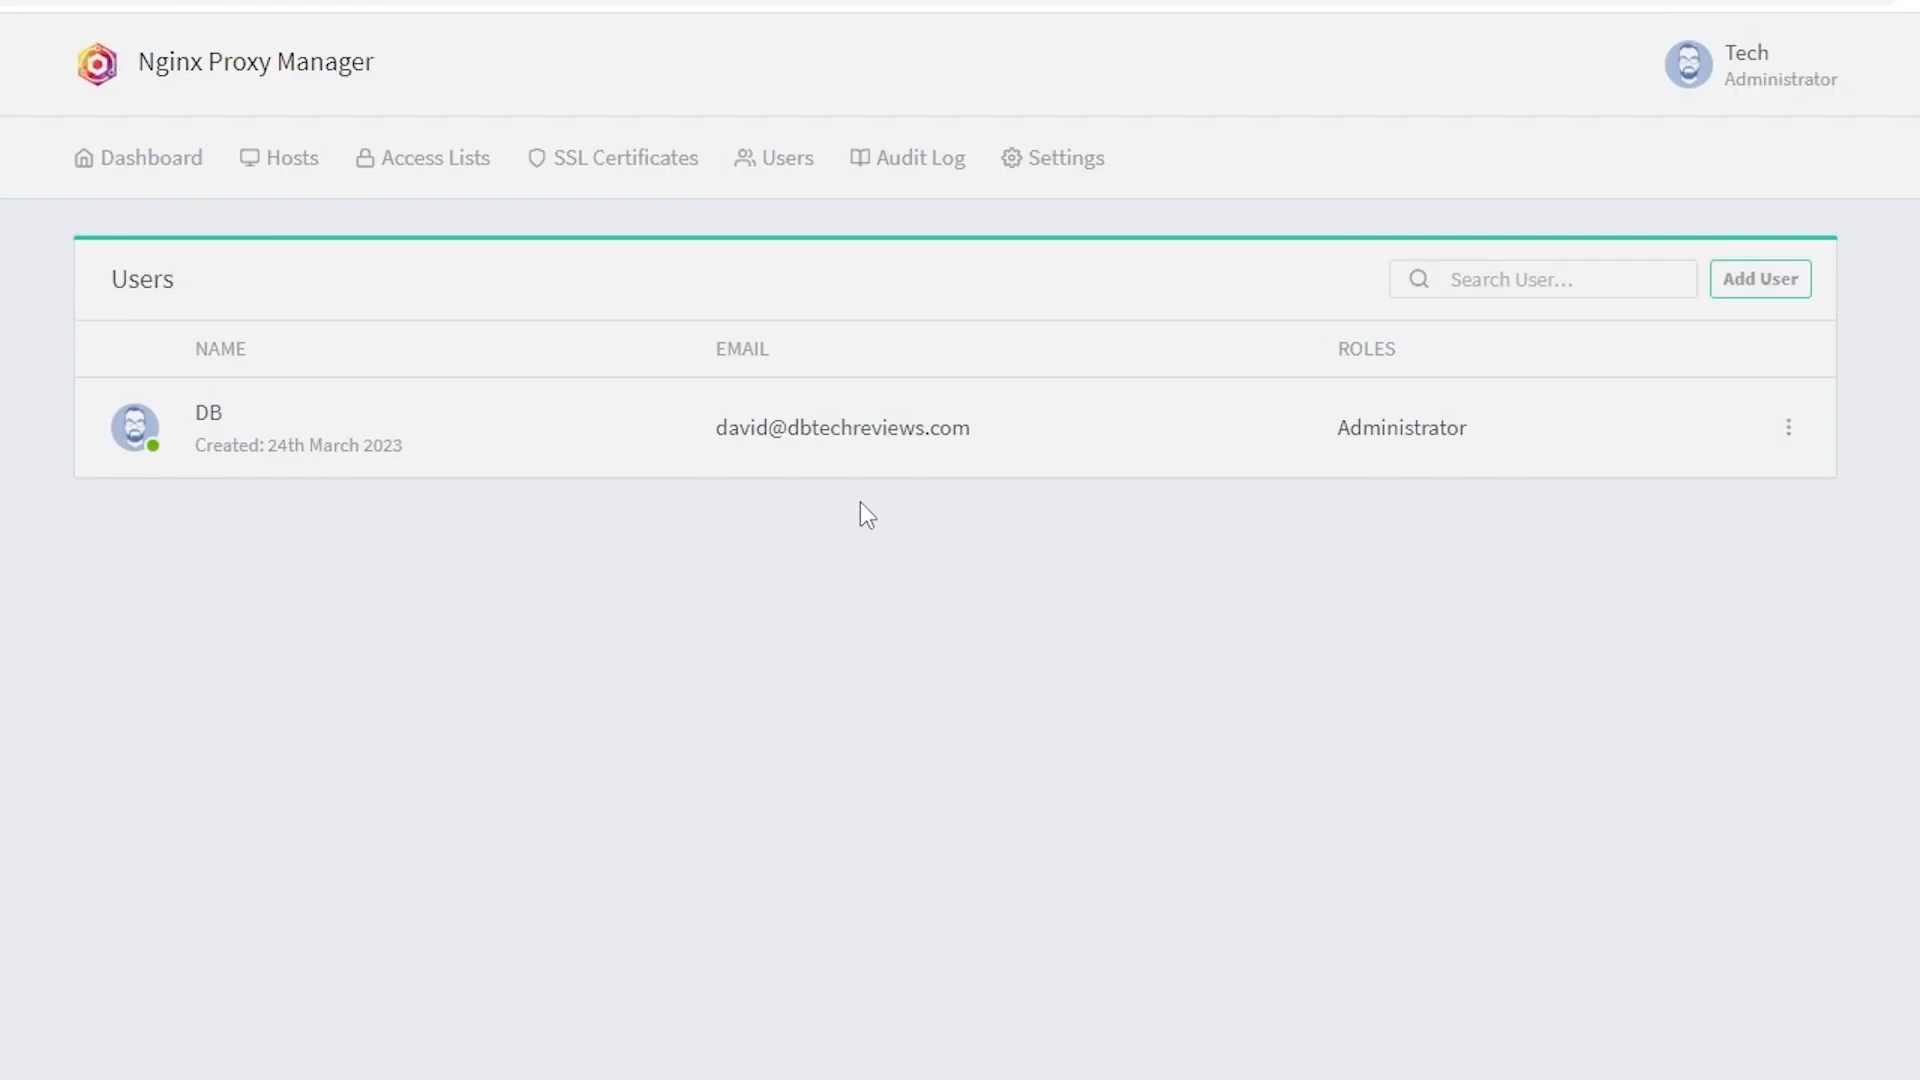 Nginx Proxy Manager
Tech
Administrator
Dashboard Hosts Access Lists SSL Certificates Users Audit Log Settings
Users
Search User...
Add User
NAME EMAIL ROLES
DB
Created: 24th March 2023
david@dbtechreviews.com
Administrator